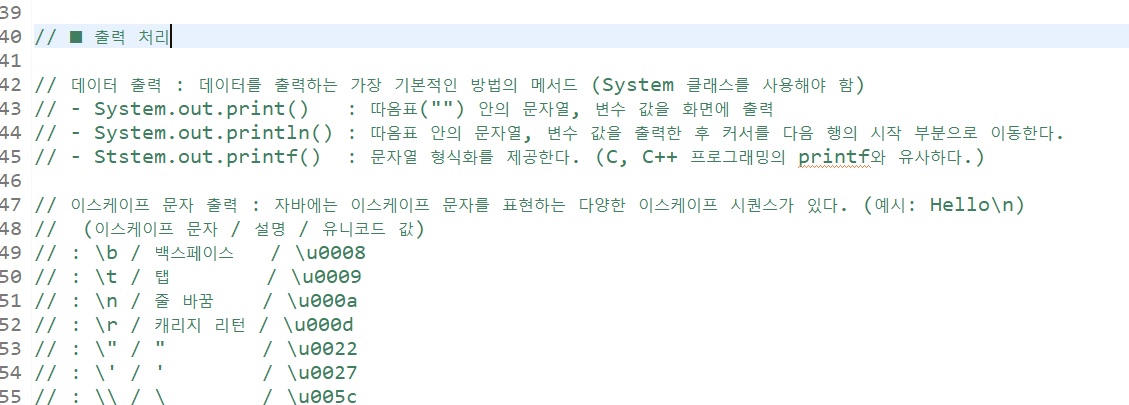 39
40 // ■ 출력 처리
41
42 // 데이터 출력 : 데이터를 출력하는 가장 기본적인 방법의 메서드 (System 클래스를 사용해야 함)
43 // - System.out.print()   : 따옴표("") 안의 문자열, 변수 값을 화면에 출력
44 // - System.out.println() : 따옴표 안의 문자열, 변수 값을 출력한 후 커서를 다음 행의 시작 부분으로 이동한다.
45 // - Ststem.out.printf()  : 문자열 형식화를 제공한다. (C, C++ 프로그래밍의 printf와 유사하다.)
46
47 // 이스케이프 문자 출력 : 자바에는 이스케이프 문자를 표현하는 다양한 이스케이프 시퀀스가 있다. (예시: Hello\n)
48 //  (이스케이프 문자 / 설명 / 유니코드 값)
49 // : \b / 백스페이스   / \u0008
50 // : \t / 탭        / \u0009
51 // : \n / 줄 바꿈    / \u000a
52 // : \r / 캐리지 리턴 / \u000d
53 // : \" / "        / \u0022
54 // : \' / '        / \u0027
55 // : \\ / \        / \u005c